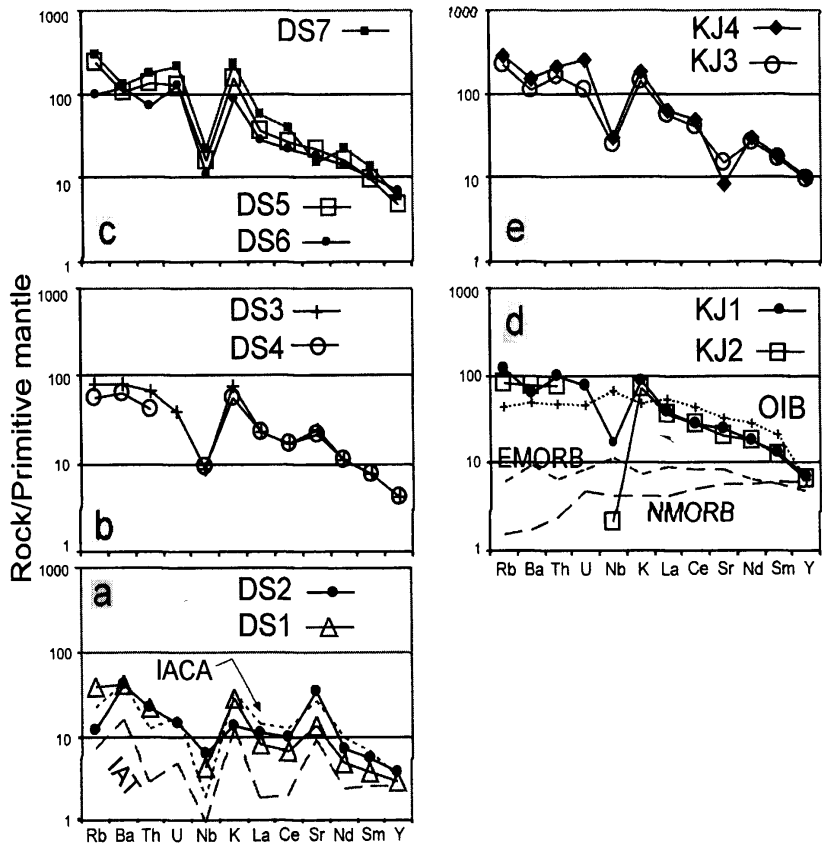 Rock/Primitive mantle
1000
100
10
1
DS7
DS5
DS6
c
1000
100
10
1
KJ4
KJ3
e
1000
100
10
1
DS3
DS4
b
1000
100
10
1
d
KJ1
KJ2
OIB
EMORB
NMORB
Rb Ba Th U Nb K La Ce Sr Nd Sm Y
1000
100
10
1
a
DS2
DS1
IACA
IAT
Rb Ba Th U Nb K La Ce Sr Nd Sm Y